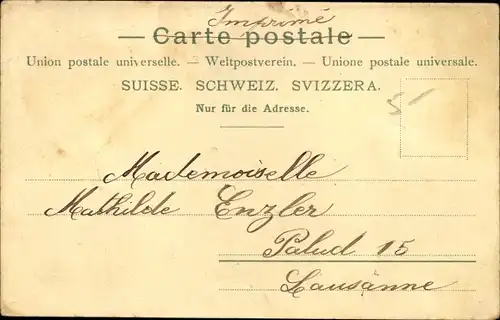 Imprimé
— Carte postale —
Union postale universelle. — Weltpostverein. — Unione postale universale.
SUISSE. SCHWEIZ. SVIZZERA.
Nur für die Adresse.
5
Mademoiselle
Mathilde Enzler
Palud 15
Lausanne